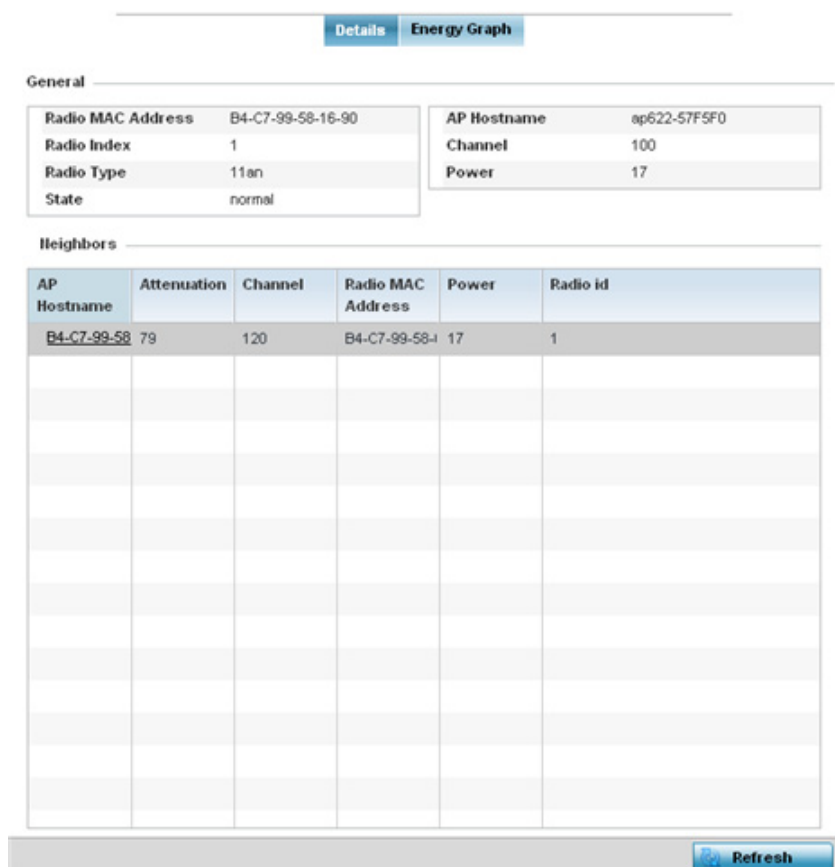 Details Energy Graph
General
Radio MAC Address B4-C7-99-58-16-90
Radio Index 1
Radio Type 11an
State normal
AP Hostname ap622-57F5F0
Channel 100
Power 17
Neighbors
AP Hostname Attenuation Channel Radio MAC Address Power Radio id
B4-C7-99-58 79 120 B4-C7-99-58- 17 1
Refresh